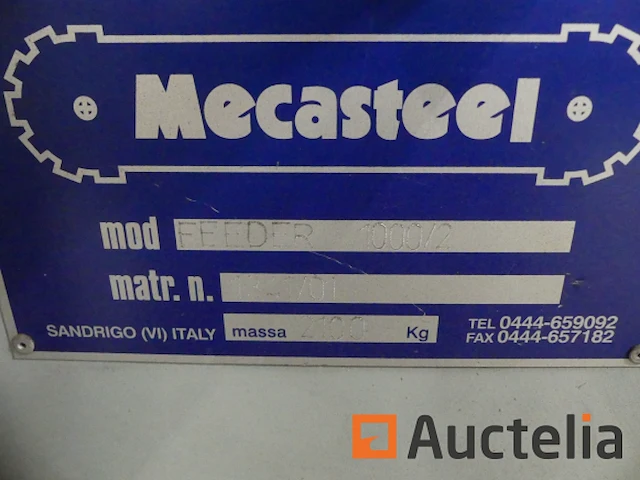 Mecasteel
mod FEEDER 1000/2
matr. n.
SANDRIGO (VI) ITALY massa Kg
TEL 0444-659092
FAX 0444-657182
Auctelia